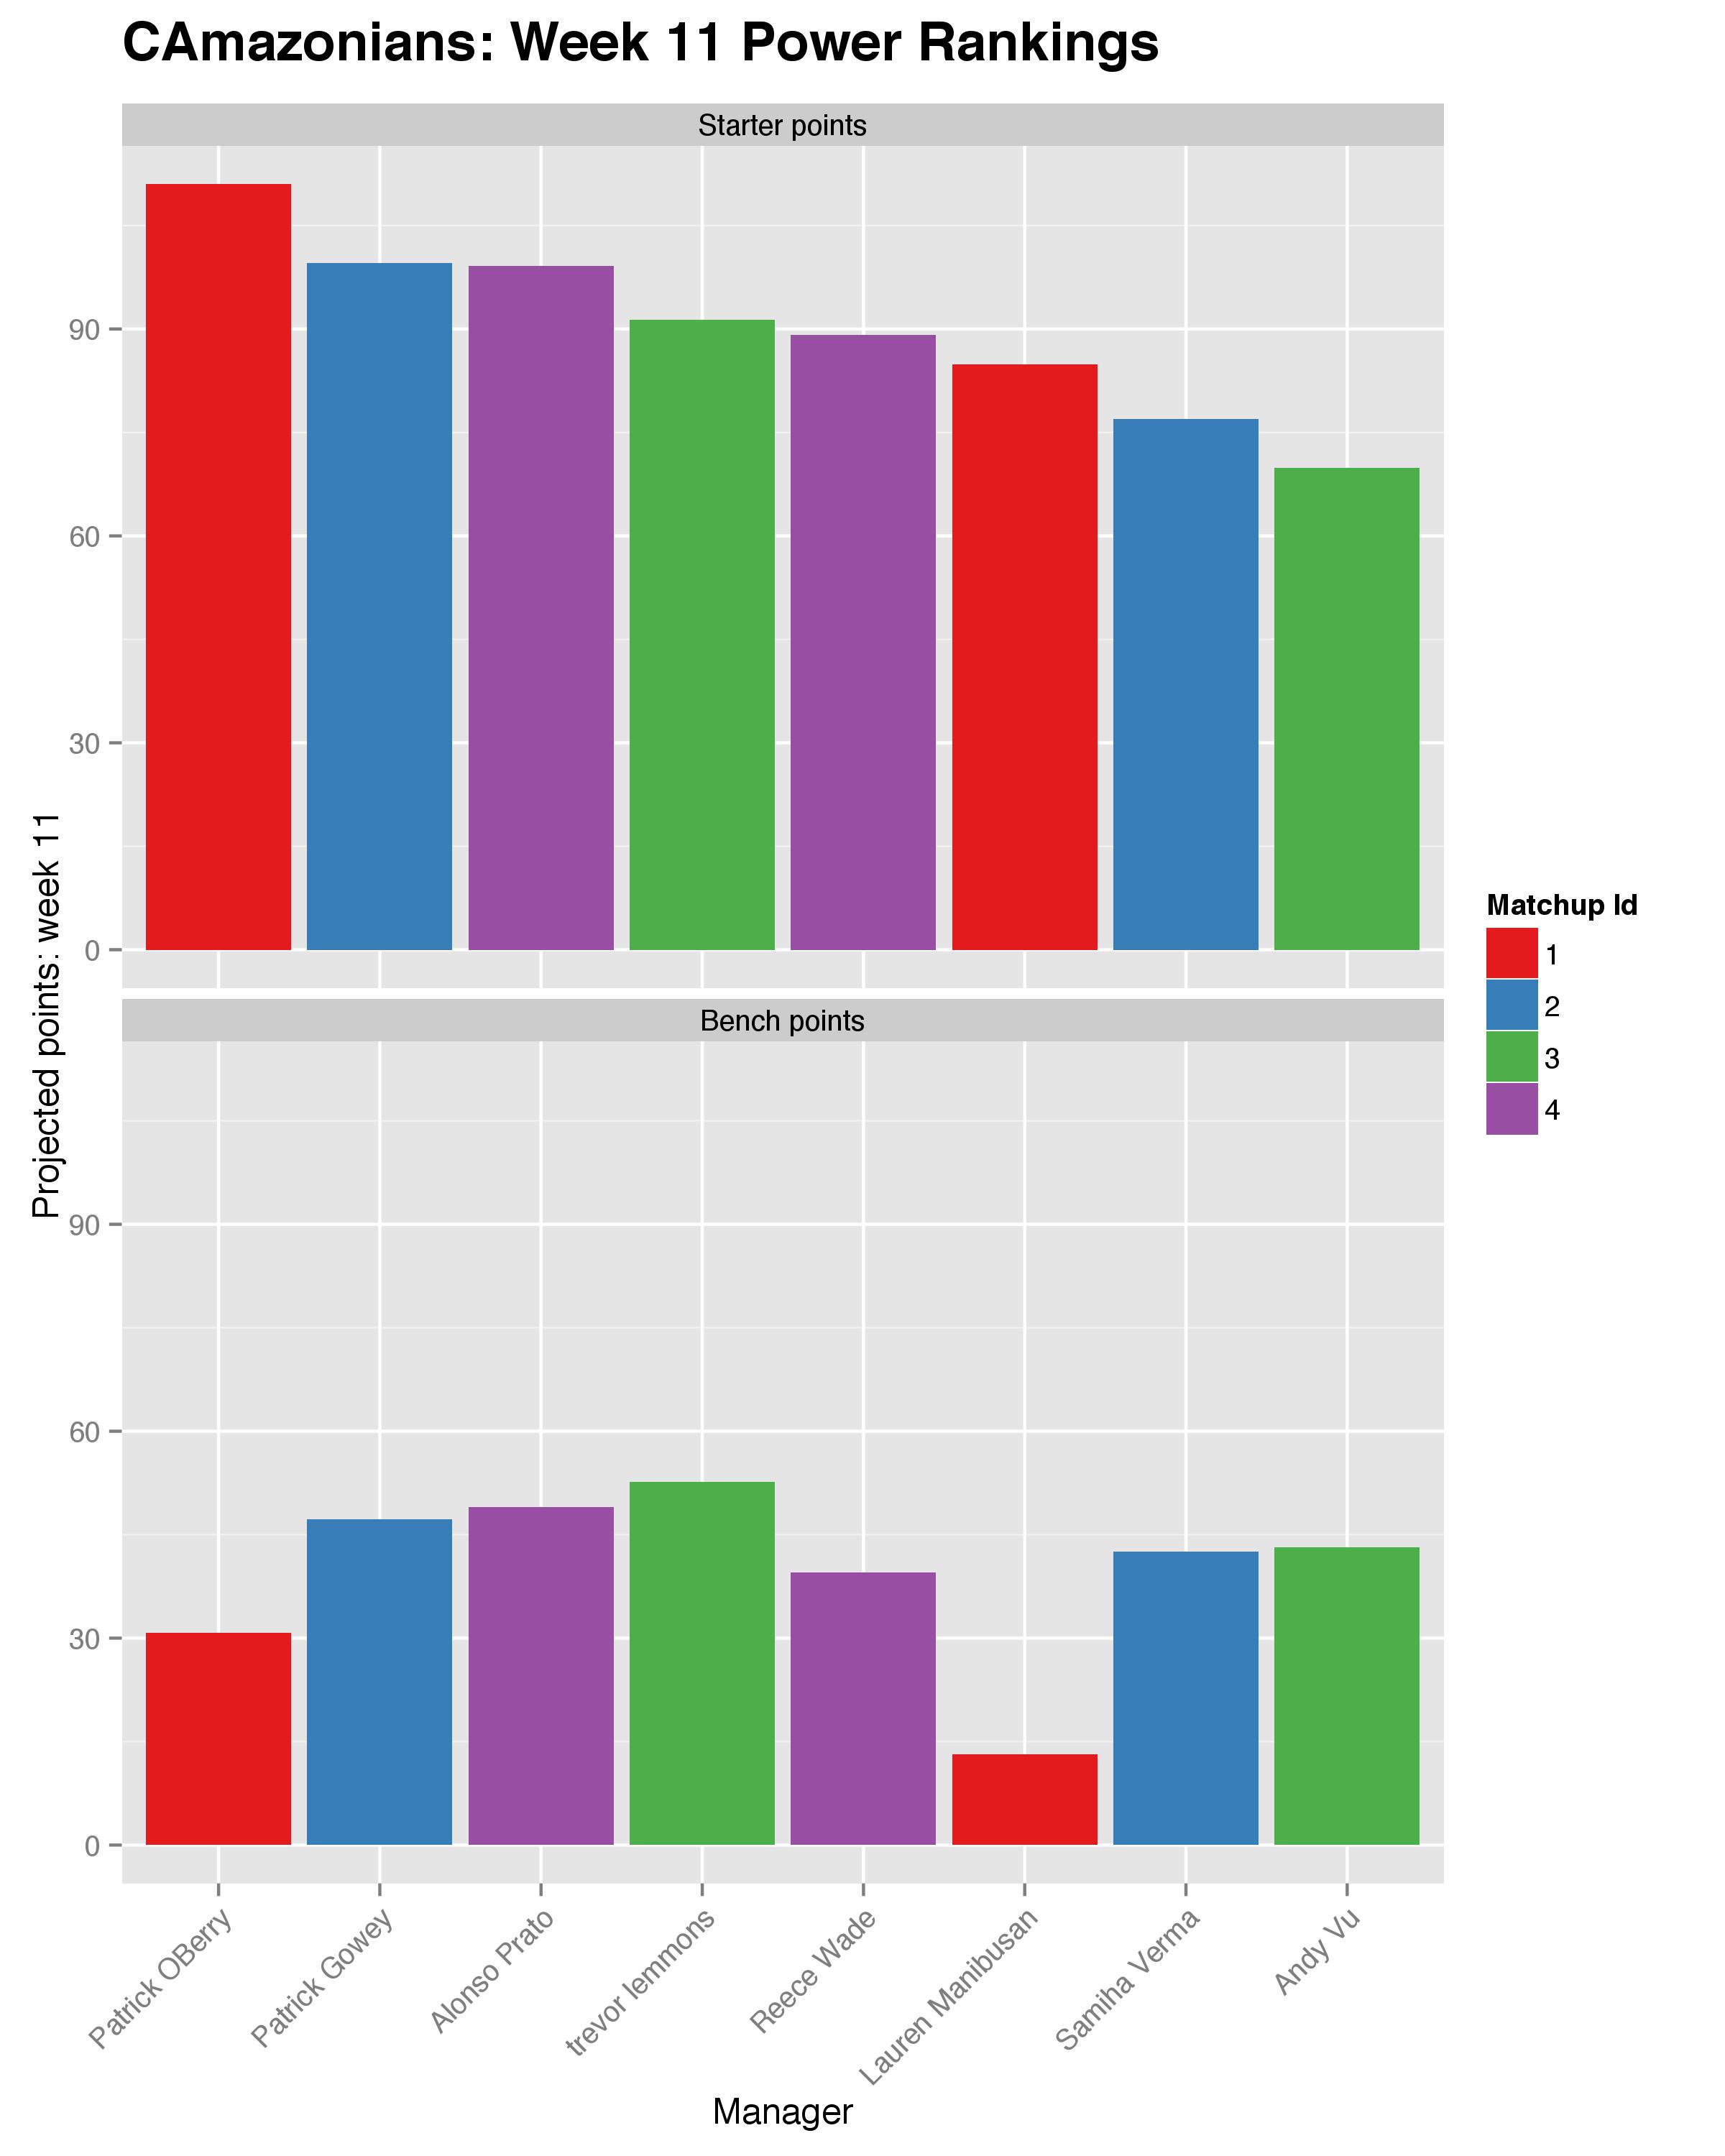 CAmazonians: Week 11 Power Rankings
Starter points
90
60
30
0
Projected points: week 11
Bench points
90
60
30
0
Patrick OBerry
Patrick Gowey
Alonso Prato
trevor lemmons
Reece Wade
Lauren Manibusan
Samiha Verma
Andy Vu
Manager
Matchup Id
1
2
3
4